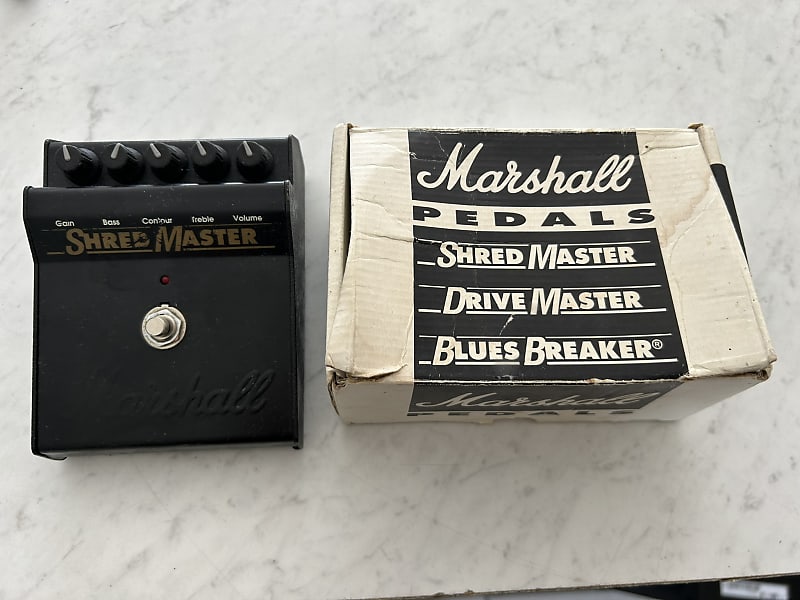 Gain Bass Contour Treble Volume
SHRED MASTER
Marshall
Marshall
PEDALS
SHRED MASTER
DRIVE MASTER
BLUES BREAKER®
Marshall
PEDALS